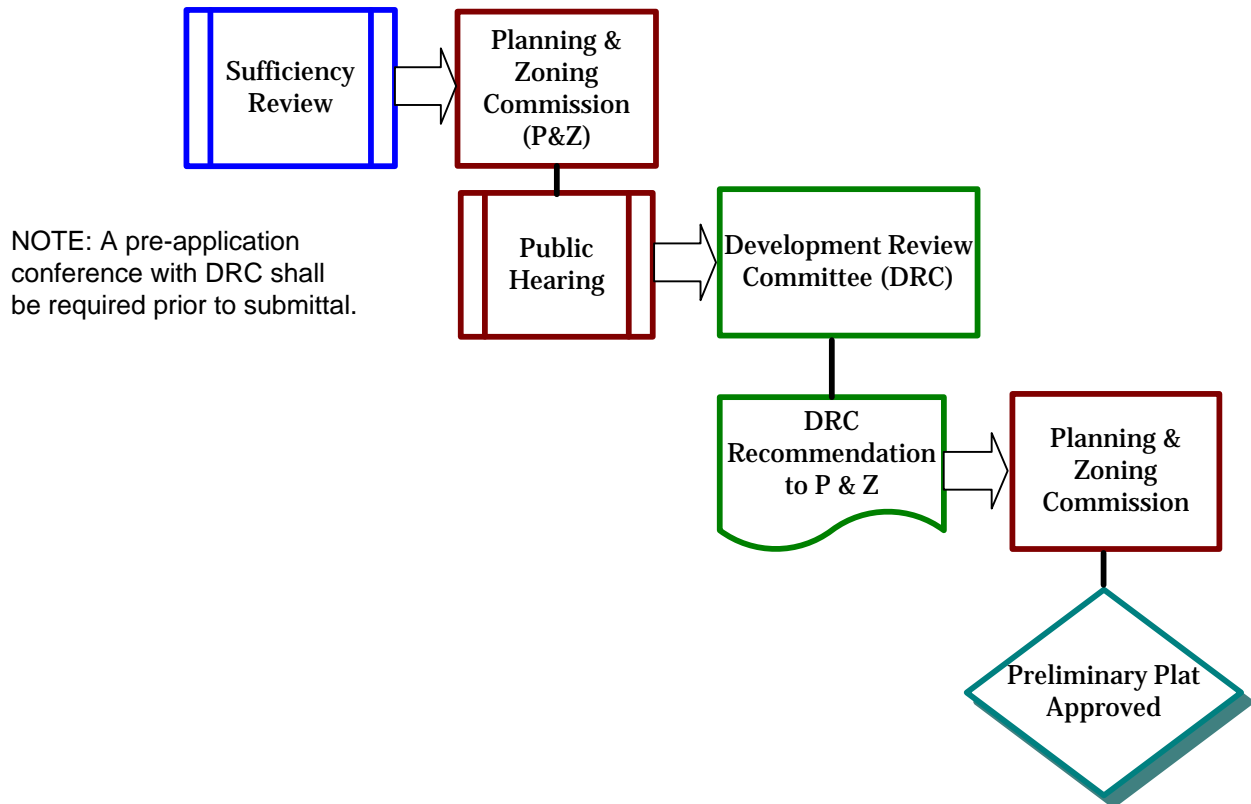 Sufficiency
Review
Planning &
Zoning
Commission
(P&Z)
NOTE: A pre-application
conference with DRC shall
be required prior to submittal.
Public
Hearing
Development Review
Committee (DRC)
DRC
Recommendation
to P & Z
Planning &
Zoning
Commission
Preliminary Plat
Approved